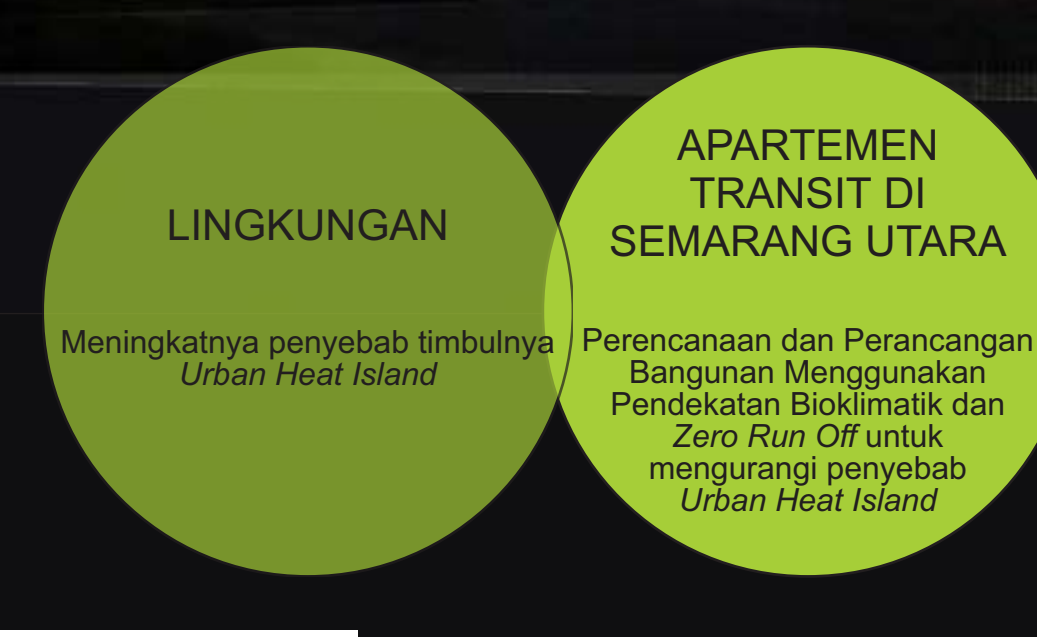 LINGKUNGAN
Meningkatnya penyebab timbulnya
Urban Heat Island
APARTEMEN
TRANSIT DI
SEMARANG UTARA
Perencanaan dan Perancangan
Bangunan Menggunakan
Pendekatan Bioklimatik dan
Zero Run Off untuk
mengurangi penyebab
Urban Heat Island